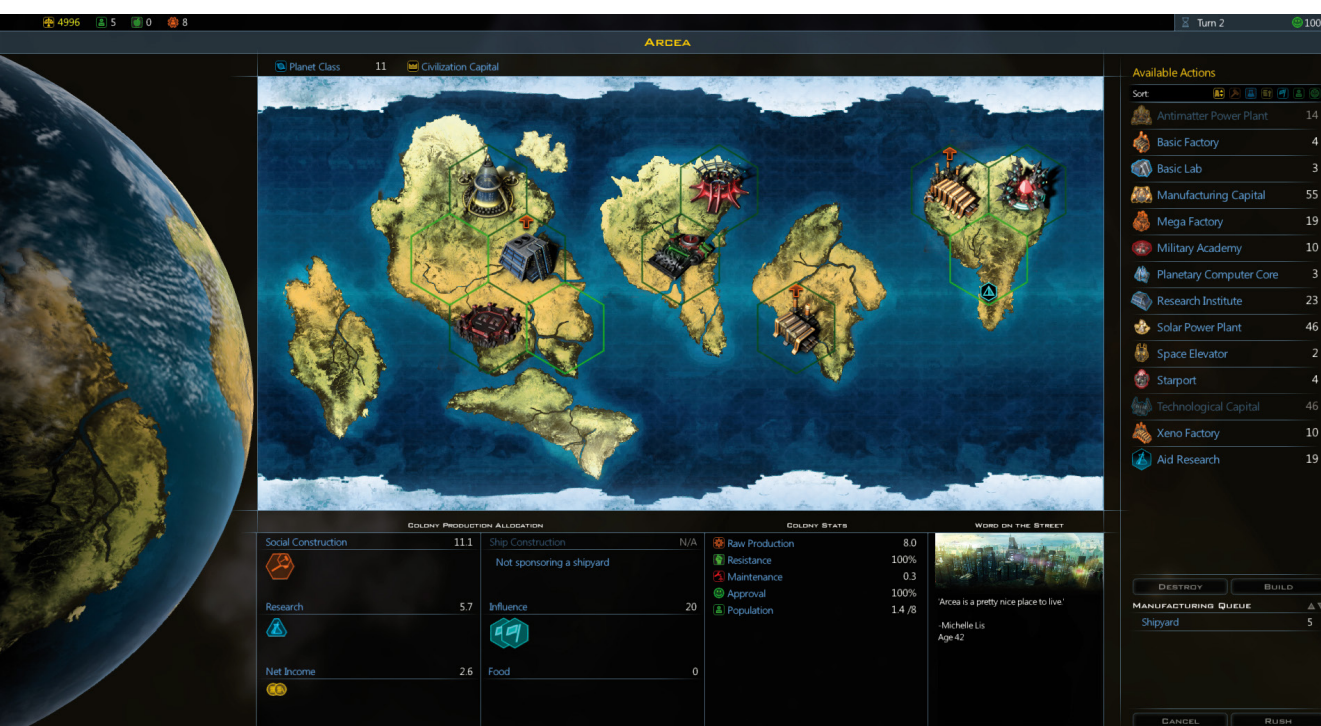 4996 5 0 8 Turn 2 100
ARCEA
Planet Class 11 Civilization Capital
Available Actions
Sort:
Antimatter Power Plant 14
Basic Factory 4
Basic Lab 3
Manufacturing Capital 55
Mega Factory 19
Military Academy 10
Planetary Computer Core 3
Research Institute 23
Solar Power Plant 46
Space Elevator 2
Starport 4
Technological Capital 46
Xeno Factory 10
Aid Research 19
COLONY PRODUCTION ALLOCATION
Social Construction 11.1
Ship Construction N/A
Not sponsoring a shipyard
Research 5.7
Influence 20
Net Income 2.6
Food 0
COLONY STATS
Raw Production 8.0
Resistance 100%
Maintenance 0.3
Approval 100%
Population 1.4 /8
WORD ON THE STREET
'Arcea is a pretty nice place to live.'
-Michelle Lis
Age 42
DESTROY BUILD
MANUFACTURING QUEUE
Shipyard 5
CANCEL RUSH